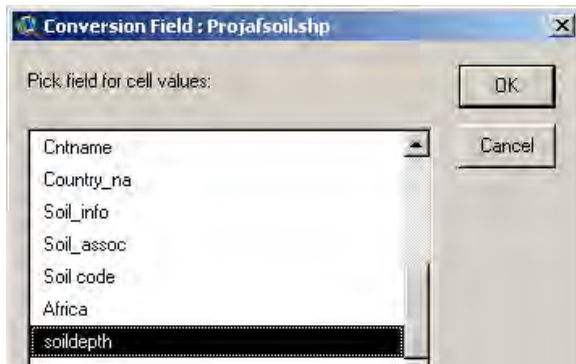 Conversion Field : Projafsoil.shp
Pick field for cell values:
OK
Cancel
Cntname
Country_na
Soil_info
Soil_assoc
Soil code
Africa
soildepth